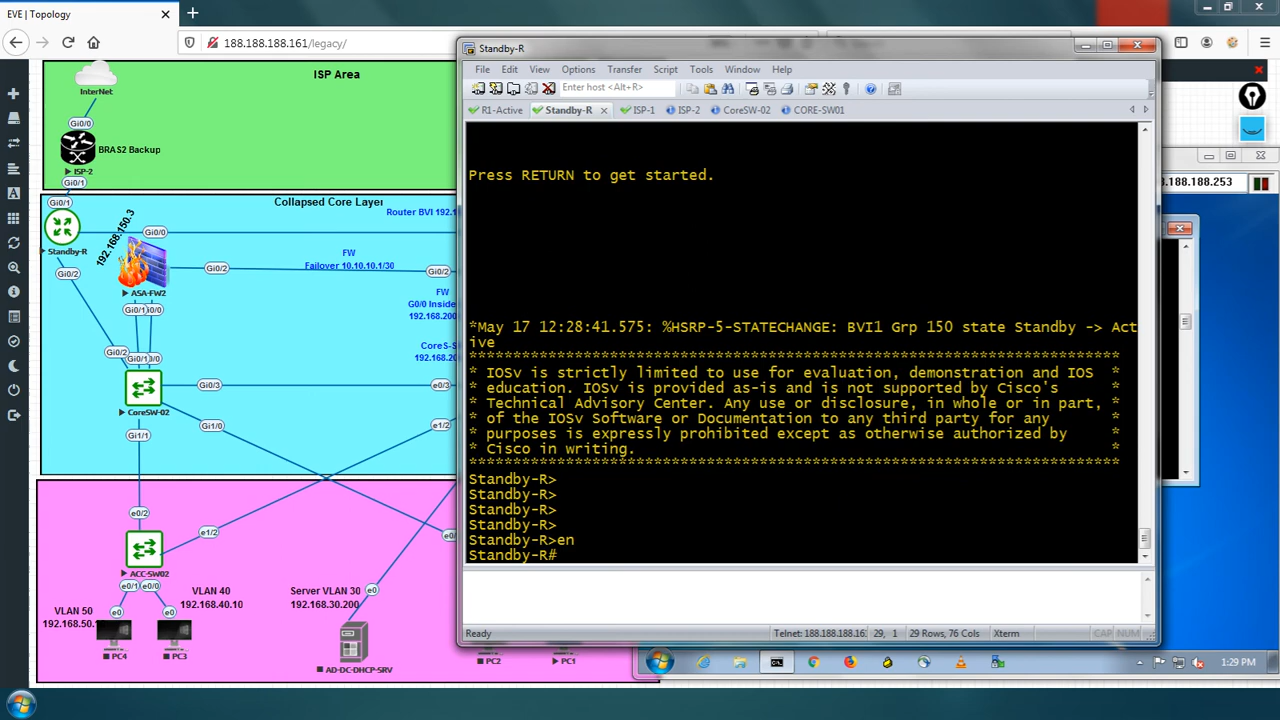 EVE | Topology
188.188.188.161/legacy/
ISP Area
InterNet
Gi0/0
BRAS2 Backup
ISP-2
Gi0/1
Gi0/1
Collapsed Core Layer
Router BVI 192.1
192.168.150.3
Gi0/0
Standby-R
FW
Failover 10.10.10.1/30
Gi0/2
Gi0/2
Gi0/2
ASA-FW2
FW
G0/0 Inside
192.168.200
Gi0/1
CoreS-S
192.168.20
Gi0/2
Gi0/1
Gi0/3
e0/3
CoreSW-02
Gi1/0
e1/2
Gi1/1
e0/2
e1/2
ACC-SW02
e0/1
e0/0
VLAN 40
192.168.40.10
Server VLAN 30
192.168.30.200
e0
VLAN 50
192.168.50.
e0
e0
PC4
PC3
AD-DC-DHCP-SRV
PC2
PC1
Standby-R
File Edit View Options Transfer Script Tools Window Help
Enter host <Alt+R>
R1-Active Standby-R ISP-1 ISP-2 CoreSW-02 CORE-SW01
Press RETURN to get started.
*May 17 12:28:41.575: %HSRP-5-STATECHANGE: BVI1 Grp 150 state Standby -> Act
ive
**************************************************************************
* IOSv is strictly limited to use for evaluation, demonstration and IOS  *
* education. IOSv is provided as-is and is not supported by Cisco's      *
* Technical Advisory Center. Any use or disclosure, in whole or in part, *
* of the IOSv Software or Documentation to any third party for any       *
* purposes is expressly prohibited except as otherwise authorized by     *
* Cisco in writing.                                                      *
**************************************************************************
Standby-R>
Standby-R>
Standby-R>
Standby-R>
Standby-R>en
Standby-R#
Ready
Telnet: 188.188.188.16 29, 1 29 Rows, 76 Cols Xterm CAP NUM
8.188.188.253
1:29 PM